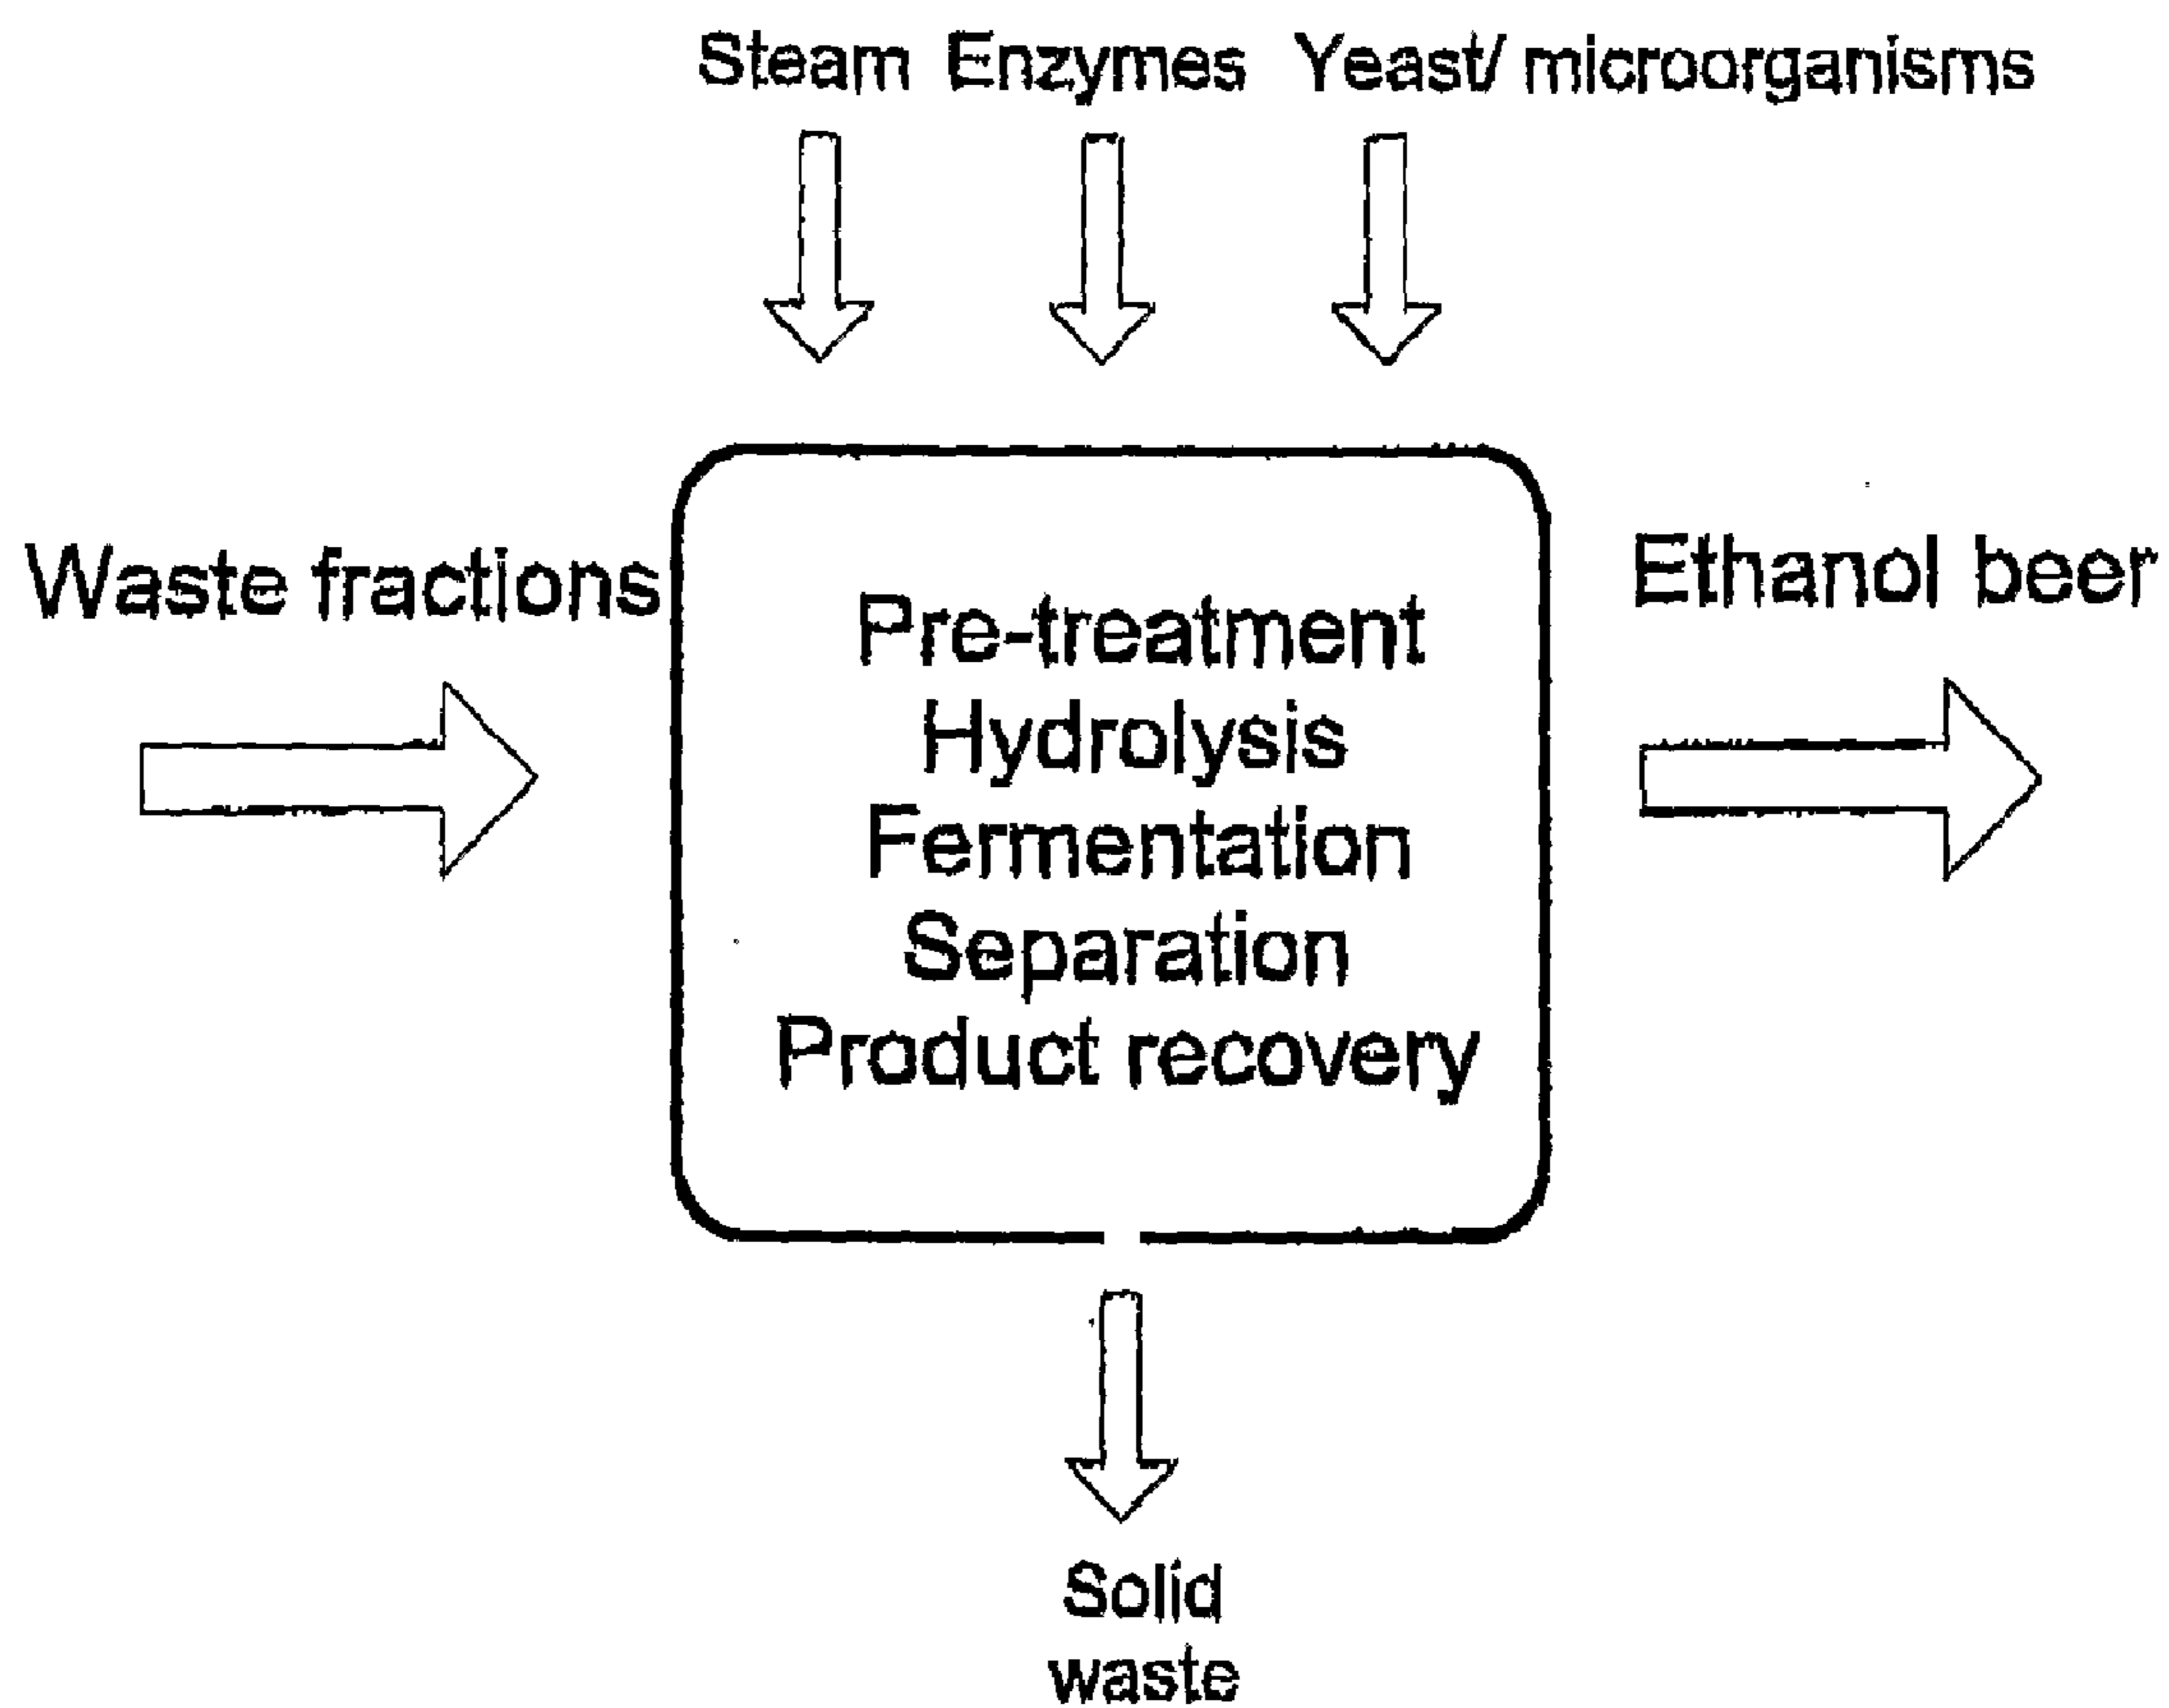 Steam Enzymes Yeast/ microorganisms
Waste fractions
Pre-treatment
Hydrolysis
Fermentation
Separation
Product recovery
Ethanol beer
Solid
waste